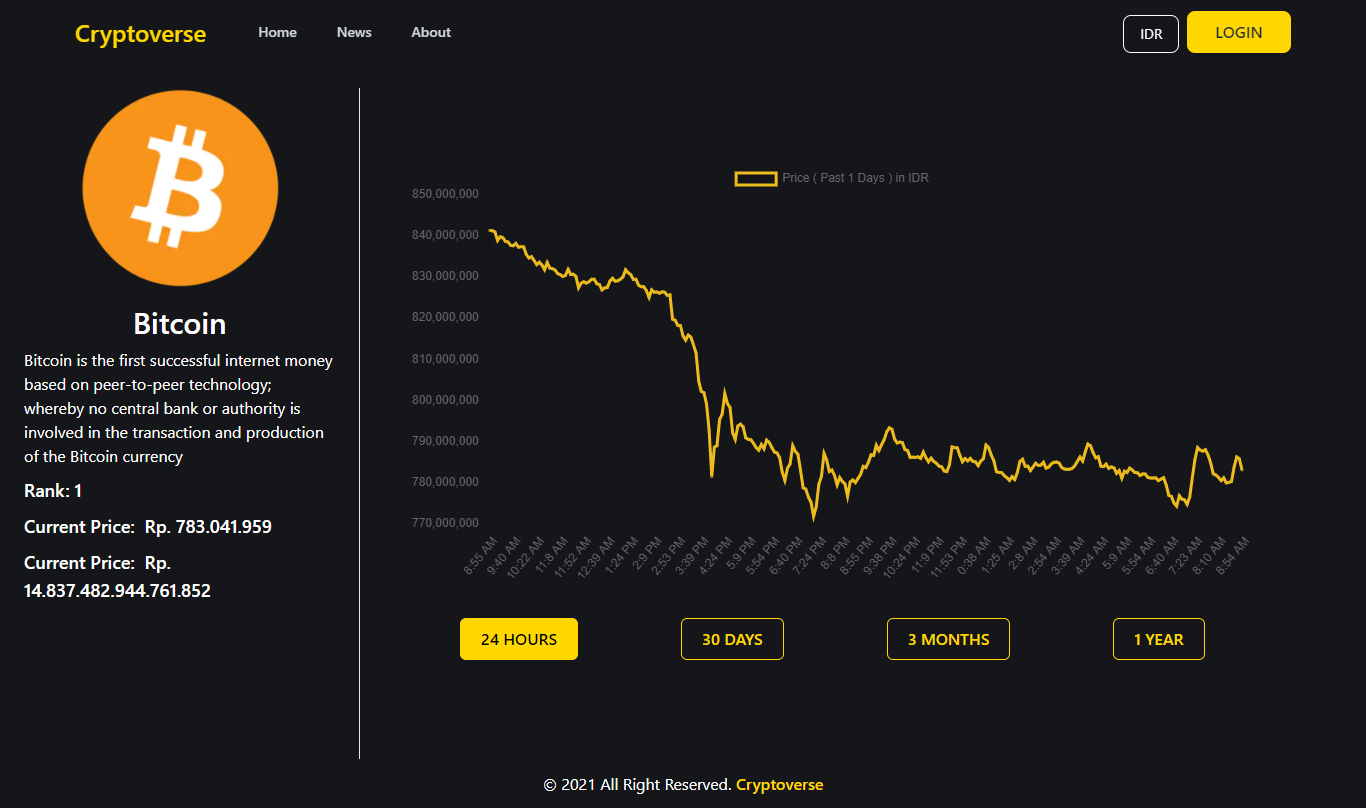 Cryptoverse Home News About IDR LOGIN
Bitcoin
Bitcoin is the first successful internet money
based on peer-to-peer technology;
whereby no central bank or authority is
involved in the transaction and production
of the Bitcoin currency
Rank: 1
Current Price: Rp. 783.041.959
Current Price: Rp.
14.837.482.944.761.852
Price ( Past 1 Days ) in IDR
850,000,000
840,000,000
830,000,000
820,000,000
810,000,000
800,000,000
790,000,000
780,000,000
770,000,000
8:55 AM 9:40 AM 10:22 AM 11:8 AM 11:52 AM 12:39 AM 1:24 PM 2:9 PM 2:53 PM 3:39 PM 4:24 PM 5:9 PM 5:54 PM 6:40 PM 7:24 PM 8:0 PM 8:55 PM 9:38 PM 10:24 PM 11:9 PM 11:53 PM 0:38 AM 1:25 AM 2:8 AM 2:54 AM 3:39 AM 4:24 AM 5:9 AM 5:54 AM 6:40 AM 7:23 AM 8:10 AM 8:54 AM
24 HOURS 30 DAYS 3 MONTHS 1 YEAR
© 2021 All Right Reserved. Cryptoverse